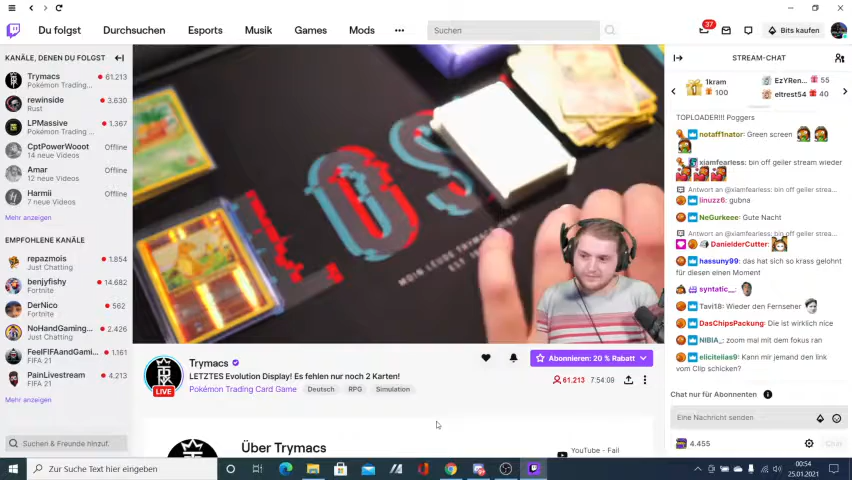 Du folgst
Durchsuchen
Esports
Musik
Games
Mods
Suchen
37
Bits kaufen
KANÄLE, DENEN DU FOLGST
Trymacs
61.213
Pokémon Trading ...
rewinside
3.630
Rust
LPMassive
1.367
Pokémon Trading ...
CptPowerWooot
Offline
14 neue Videos
Amar
Offline
12 neue Videos
Harmii
Offline
7 neue Videos
Mehr anzeigen
EMPFOHLENE KANÄLE
repazmois
1.854
Just Chatting
benjyfishy
14.682
Fortnite
DerNico
562
Fortnite
NoHandGaming...
2.426
Just Chatting
FeelFIFAandGami...
1.161
FIFA 21
PainLivestream
4.213
FIFA 21
Mehr anzeigen
Suchen & Freunde hinzuf.
MOIN LEUDE TRYMACS HIER
LIVE
Trymacs
LETZTES Evolution Display! Es fehlen nur noch 2 Karten!
Pokémon Trading Card Game
Deutsch
RPG
Simulation
Abonnieren: 20 % Rabatt
61.213
7:54:09
Über Trymacs
YouTube - Fail
STREAM-CHAT
1
1kram
100
EzYRen...
55
eltrest54
40
TOPLOADER!!! Poggers
notaff1nator: Green screen
xiamfearless: bin off geiler stream wieder
Antwort an @xiamfearless: bin off geiler strea...
linuzz6: gubna
NeGurkeee: Gute Nacht
Antwort an @xiamfearless: bin off geiler strea...
DanielderCutter:
hassuny99: das hat sich so krass gelohnt
für diesen einen Moment
syntatic__:
Tavi18: Wieder den Fernseher
DasChipsPackung: Die ist wirklich nice
NIBIA_: zoom mal mit dem fokus ran
elicitelias9: Kann mir jemand den link
vom Clip schicken?
Chat nur für Abonnenten
Eine Nachricht senden
4.455
Chat
Zur Suche Text hier eingeben
00:54
25.01.2021